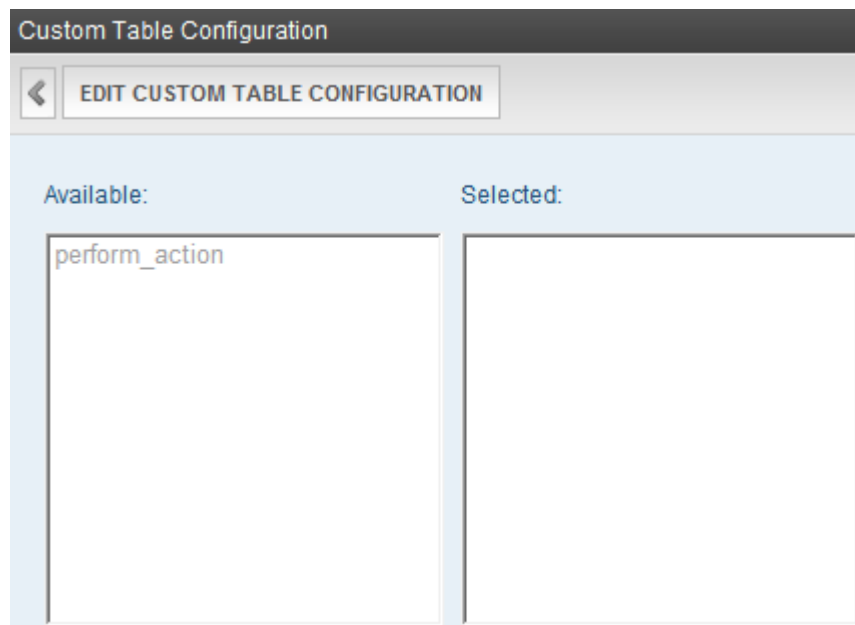 Custom Table Configuration
EDIT CUSTOM TABLE CONFIGURATION
Available:
Selected:
perform_action